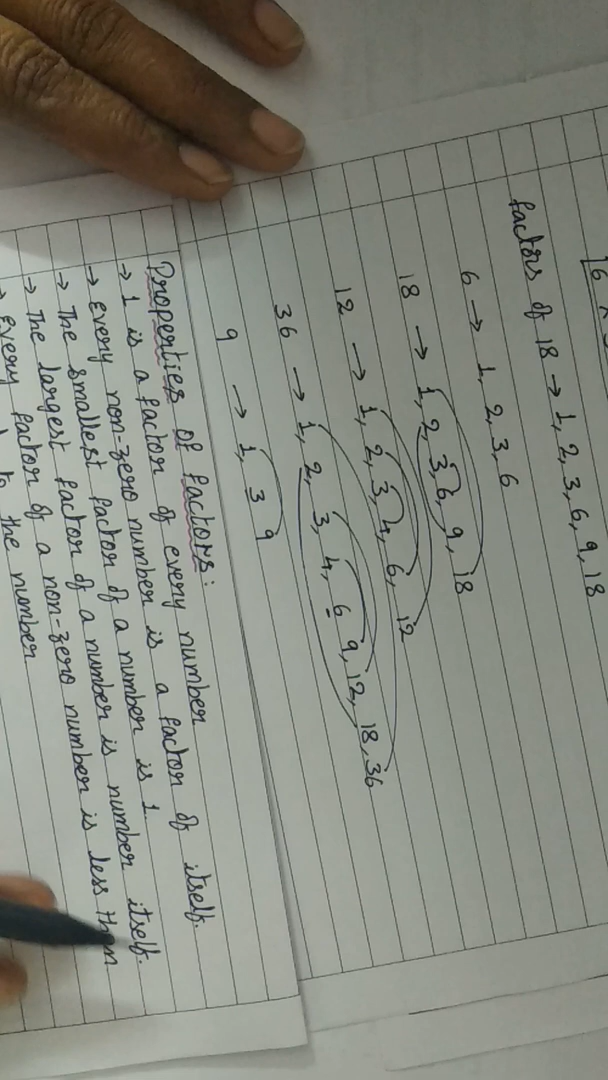 factors of 18 → 1, 2, 3, 6, 9, 18
6 → 1, 2, 3, 6
18 → 1, 2, 3, 6, 9, 18
12 → 1, 2, 3, 4, 6, 12
36 → 1, 2, 3, 4, 6 9, 12, 18, 36
9 → 1, 3 9
Properties of factors:
→ 1 is a factor of every number
→ Every non-zero number is a factor of itself.
→ The smallest factor of a number is 1.
→ The largest factor of a number is number itself.
→ Every factor of a non-zero number is less than
the number